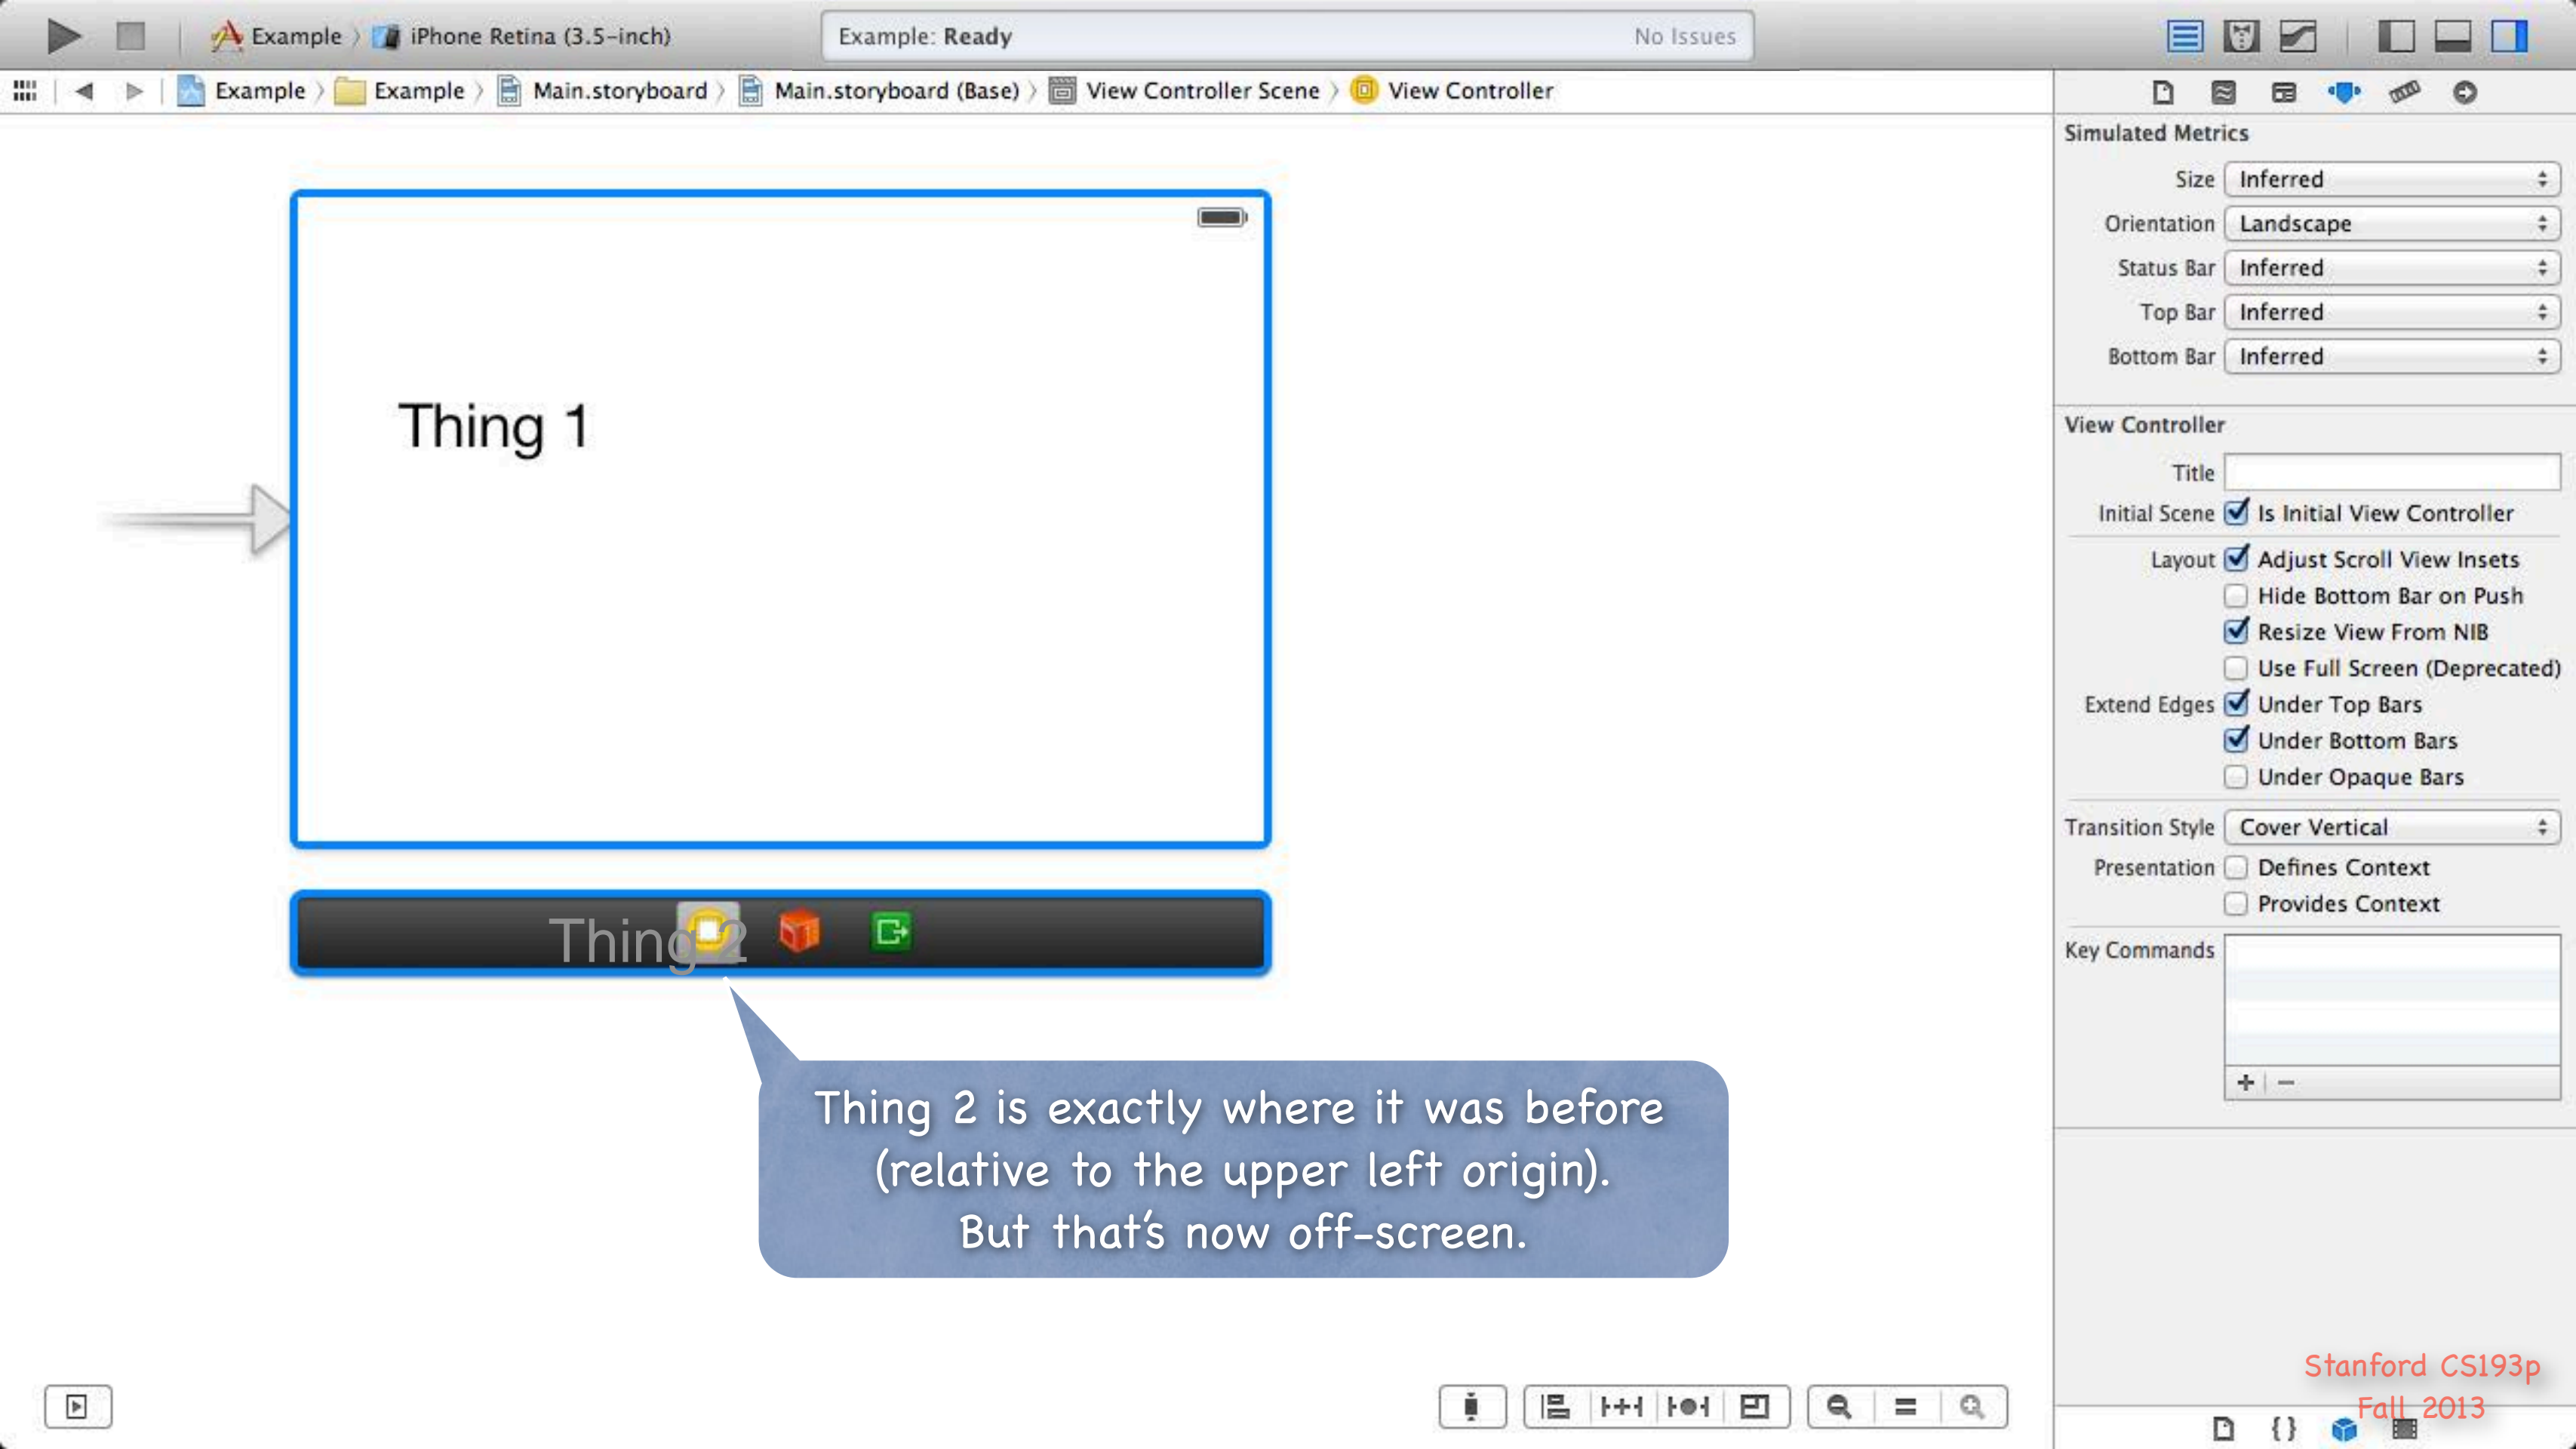 Example
iPhone Retina (3.5-inch)
Example: Ready
No Issues
Example
Example
Main.storyboard
Main.storyboard (Base)
View Controller Scene
View Controller
Thing 1
Thing 2
Thing 2 is exactly where it was before
(relative to the upper left origin).
But that's now off-screen.
Simulated Metrics
Size Inferred
Orientation Landscape
Status Bar Inferred
Top Bar Inferred
Bottom Bar Inferred
View Controller
Title
Initial Scene Is Initial View Controller
Layout Adjust Scroll View Insets
Hide Bottom Bar on Push
Resize View From NIB
Use Full Screen (Deprecated)
Extend Edges Under Top Bars
Under Bottom Bars
Under Opaque Bars
Transition Style Cover Vertical
Presentation Defines Context
Provides Context
Key Commands
Stanford CS193p
Fall 2013